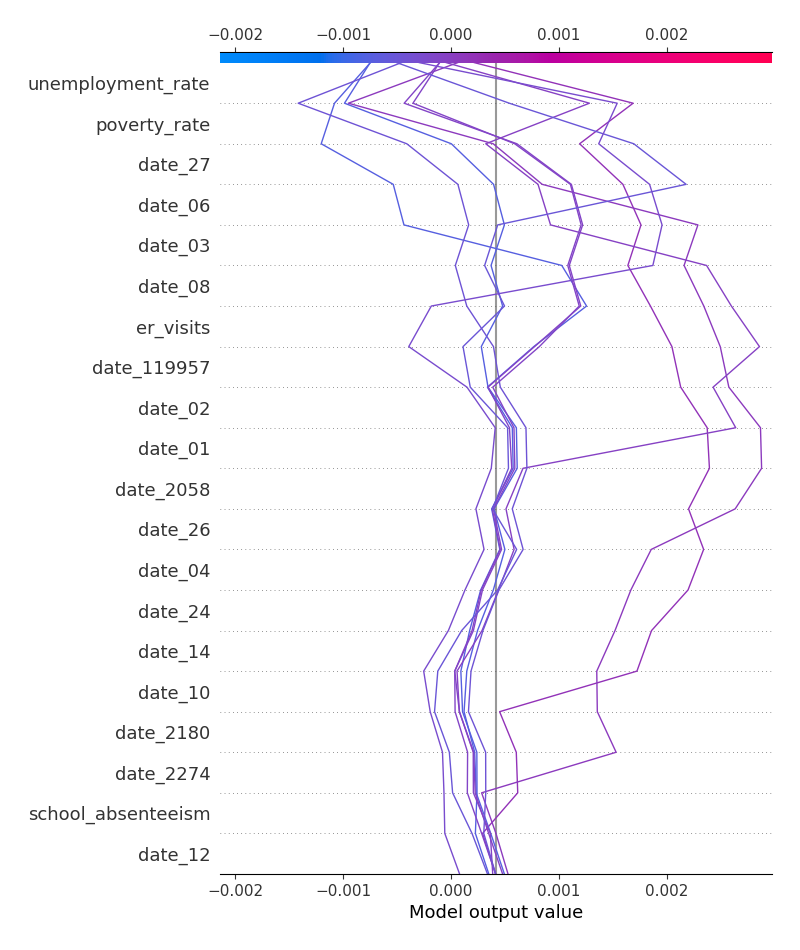 −0.002 −0.001 0.000 0.001 0.002
unemployment_rate
poverty_rate
date_27
date_06
date_03
date_08
er_visits
date_119957
date_02
date_01
date_2058
date_26
date_04
date_24
date_14
date_10
date_2180
date_2274
school_absenteeism
date_12
−0.002 −0.001 0.000 0.001 0.002
Model output value